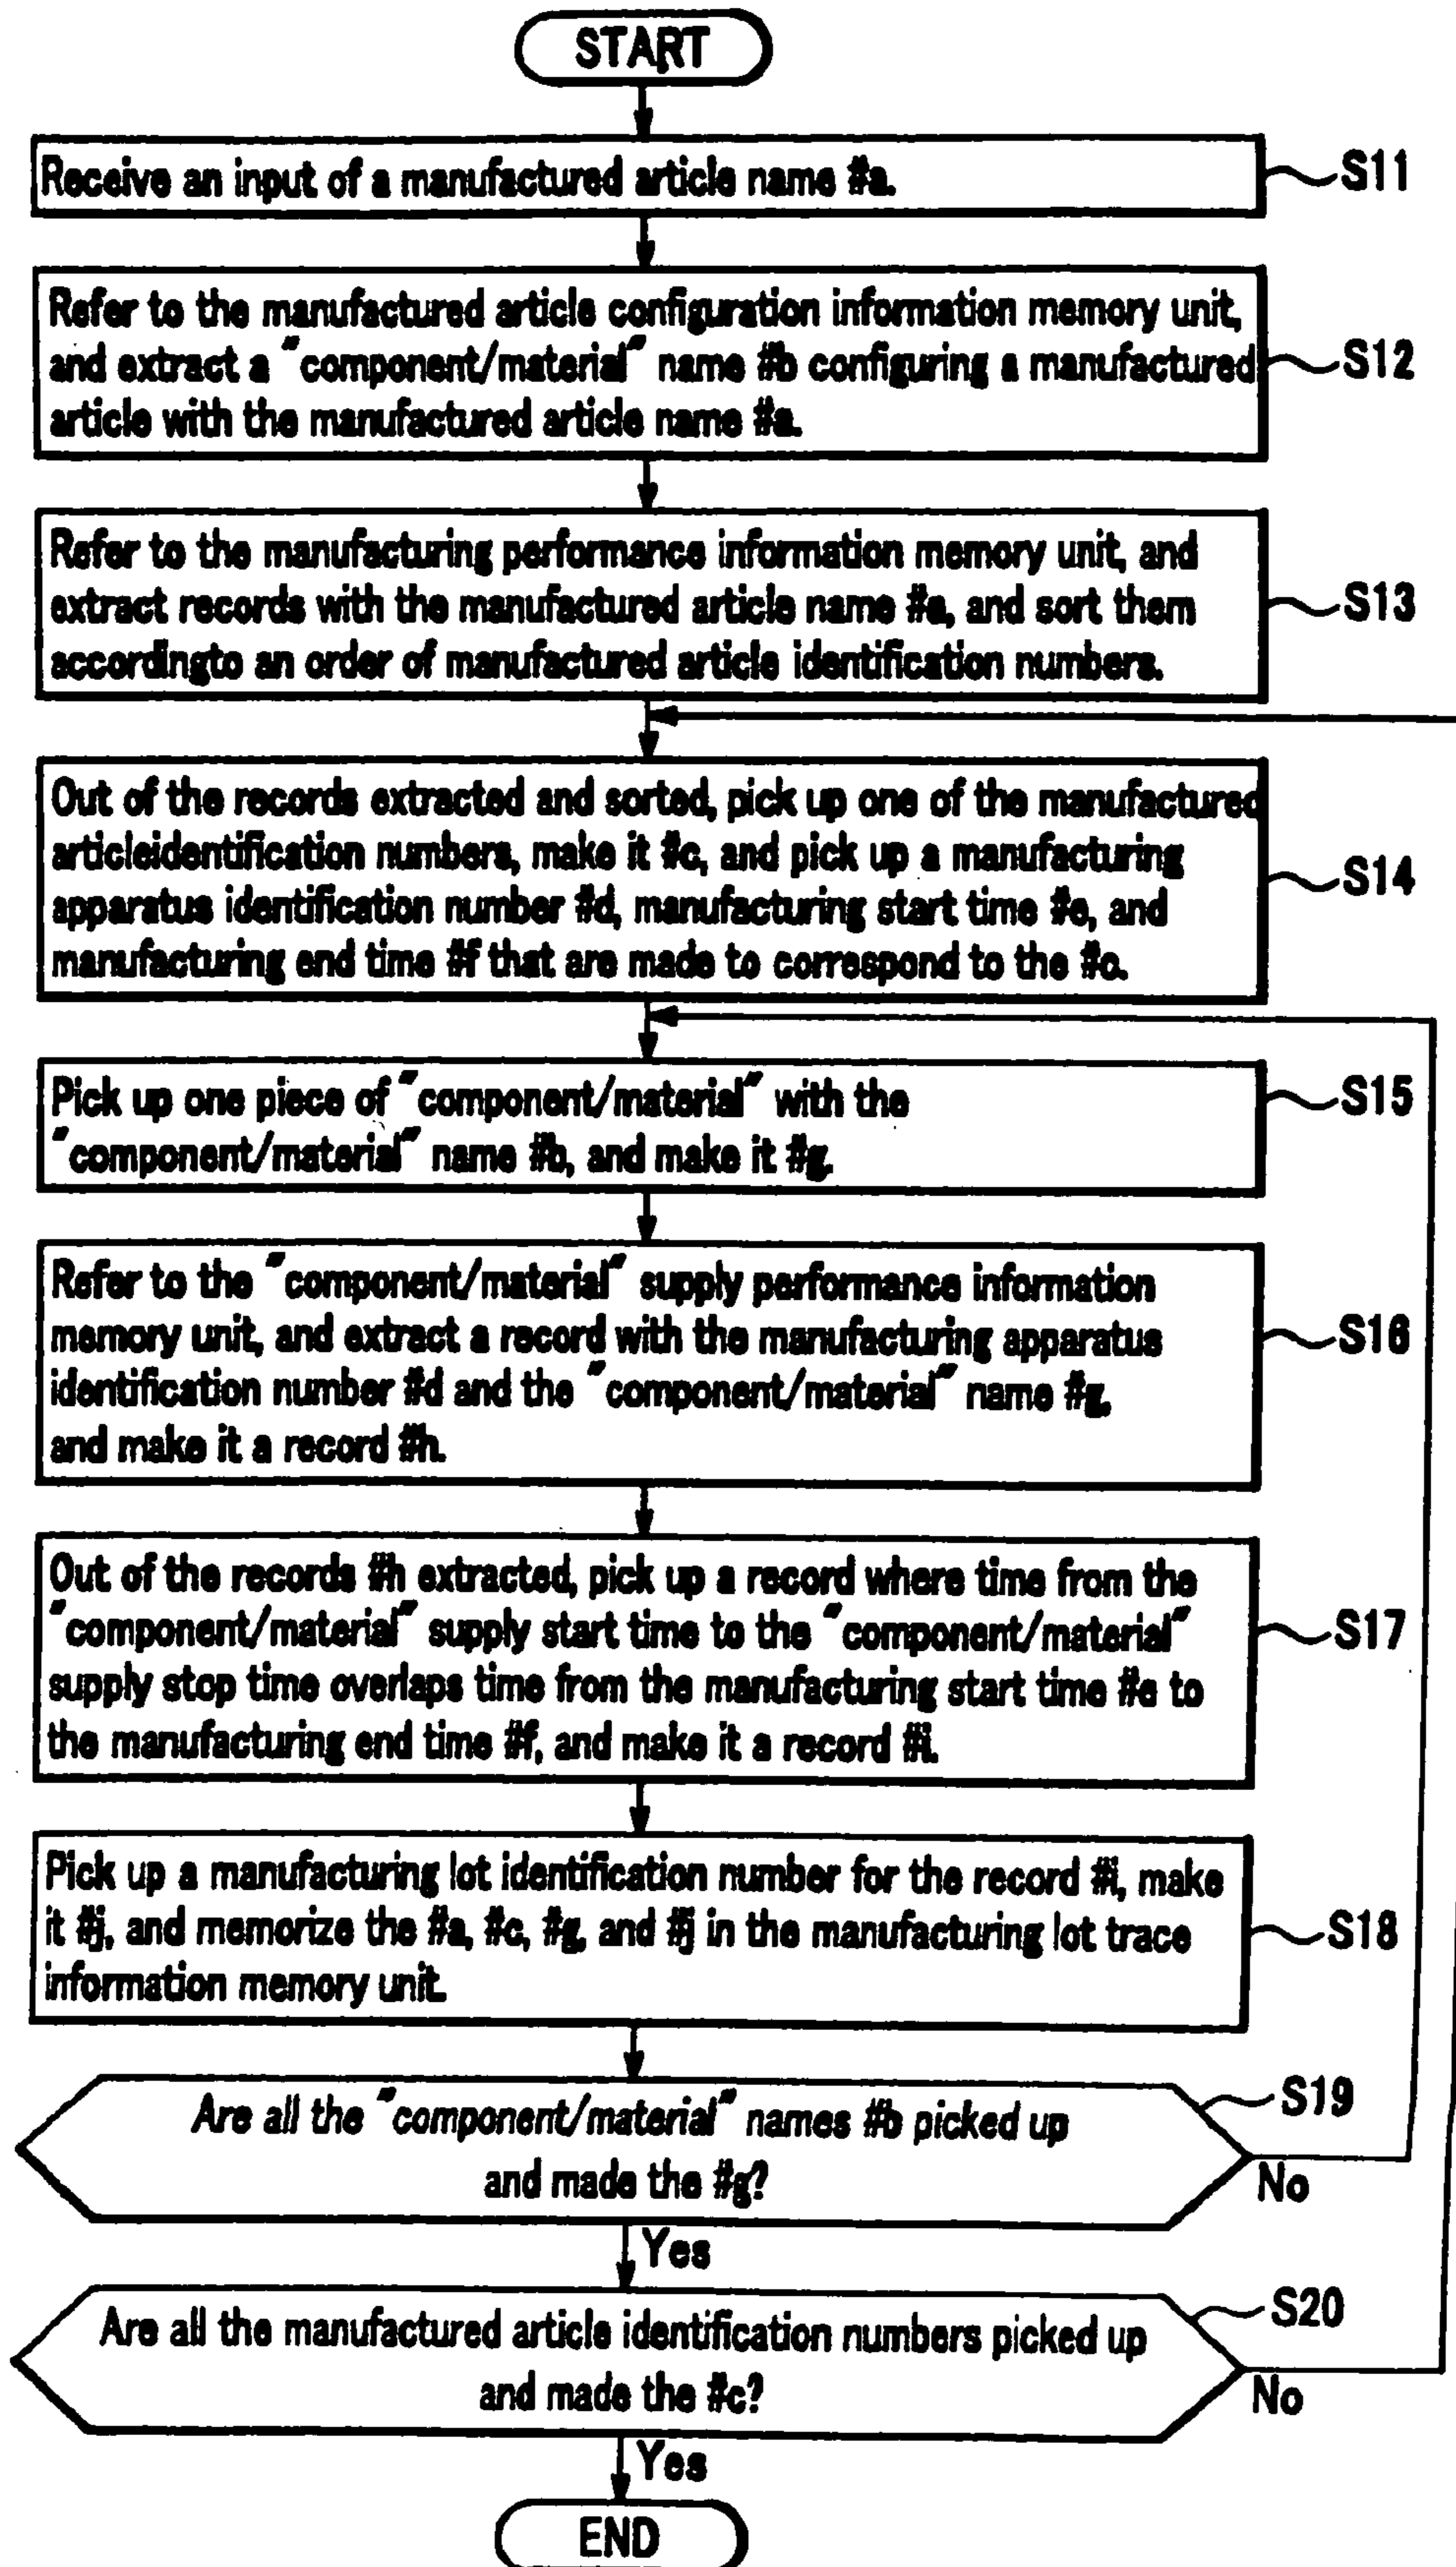 START
Receive an input of a manufactured article name #a.
S11
Refer to the manufactured article configuration information memory unit,
and extract a "component/material" name #b configuring a manufactured
article with the manufactured article name #a.
S12
Refer to the manufacturing performance information memory unit, and
extract records with the manufactured article name #a, and sort them
accordingto an order of manufactured article identification numbers.
S13
Out of the records extracted and sorted, pick up one of the manufactured
articleidentification numbers, make it #c, and pick up a manufacturing
apparatus identification number #d, manufacturing start time #e, and
manufacturing end time #f that are made to correspond to the #c.
S14
Pick up one piece of "component/material" with the
"component/material" name #b, and make it #g.
S15
Refer to the "component/material" supply performance information
memory unit, and extract a record with the manufacturing apparatus
identification number #d and the "component/material" name #g,
and make it a record #h.
S16
Out of the records #h extracted, pick up a record where time from the
"component/material" supply start time to the "component/material"
supply stop time overlaps time from the manufacturing start time #e to
the manufacturing end time #f, and make it a record #i.
S17
Pick up a manufacturing lot identification number for the record #i, make
it #j, and memorize the #a, #c, #g, and #j in the manufacturing lot trace
information memory unit.
S18
Are all the "component/material" names #b picked up
and made the #g?
S19
No
Yes
Are all the manufactured article identification numbers picked up
and made the #c?
S20
No
Yes
END